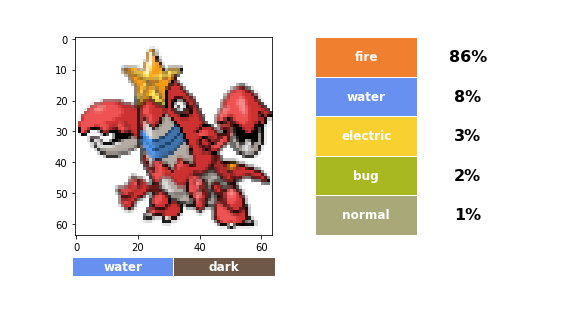 0
10
20
30
40
50
60
0 20 40 60
water dark
fire 86%
water 8%
electric 3%
bug 2%
normal 1%